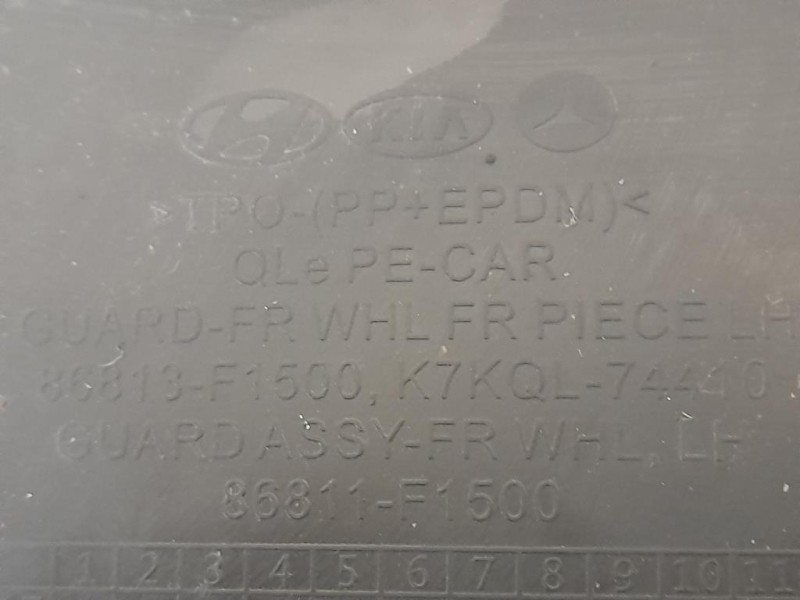 KIA
>TPO-(PP+EPDM)<
QLe PE-CAR
GUARD-FR WHL FR PIECE LH
86813-F1500, K7KQL-74410
GUARD ASSY-FR WHL, LH
86811-F1500
1 2 3 4 5 6 7 8 9 10 11